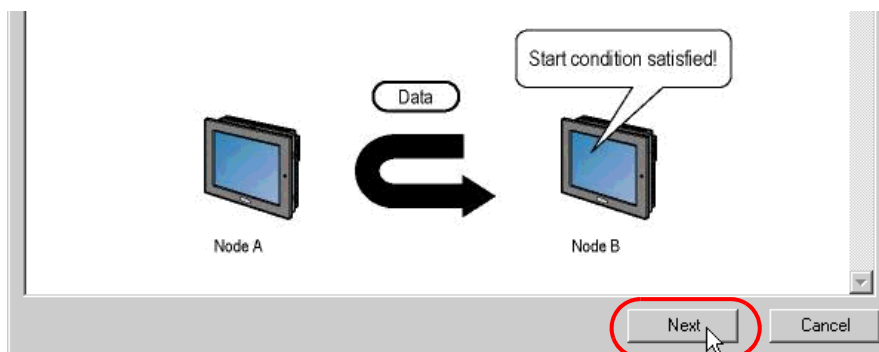 Start condition satisfied!
Data
Node A
Node B
Next
Cancel